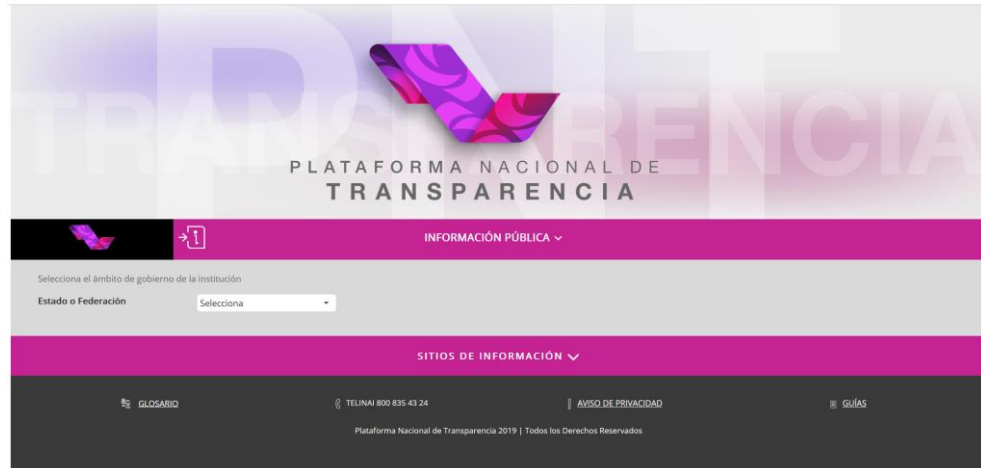 PNT
TRANSPARENCIA
PLATAFORMA NACIONAL DE
TRANSPARENCIA
INFORMACIÓN PÚBLICA
Selecciona el ámbito de gobierno de la institución
Estado o Federación Selecciona
SITIOS DE INFORMACIÓN
GLOSARIO TELINAI 800 835 43 24 AVISO DE PRIVACIDAD GUÍAS
Plataforma Nacional de Transparencia 2019 | Todos los Derechos Reservados